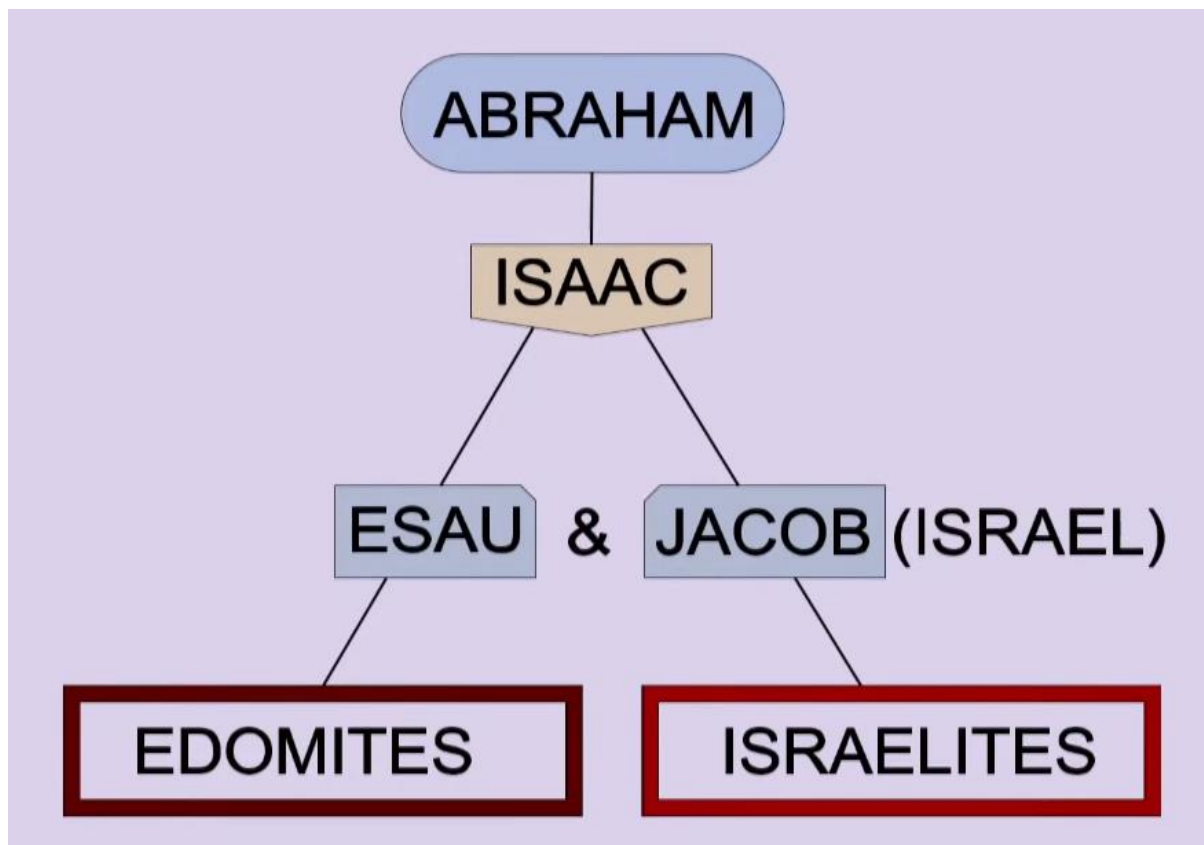 ABRAHAM
ISAAC
ESAU & JACOB (ISRAEL)
EDOMITES
ISRAELITES